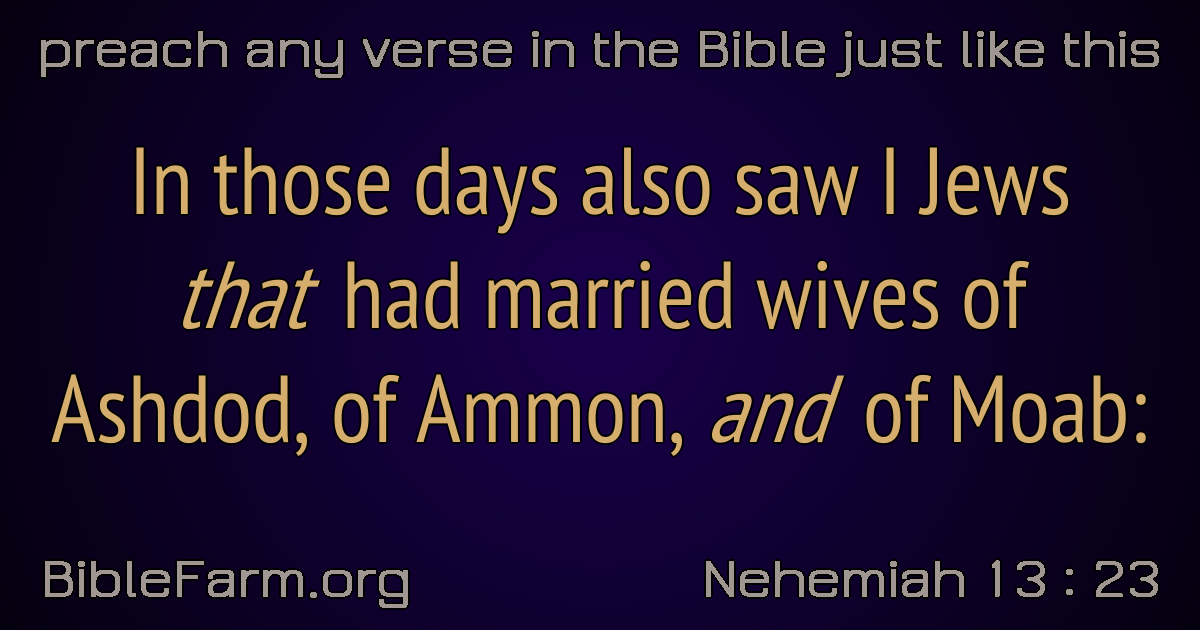 preach any verse in the Bible just like this
In those days also saw I Jews
that had married wives of
Ashdod, of Ammon, and of Moab:
BibleFarm.org
Nehemiah 13 : 23